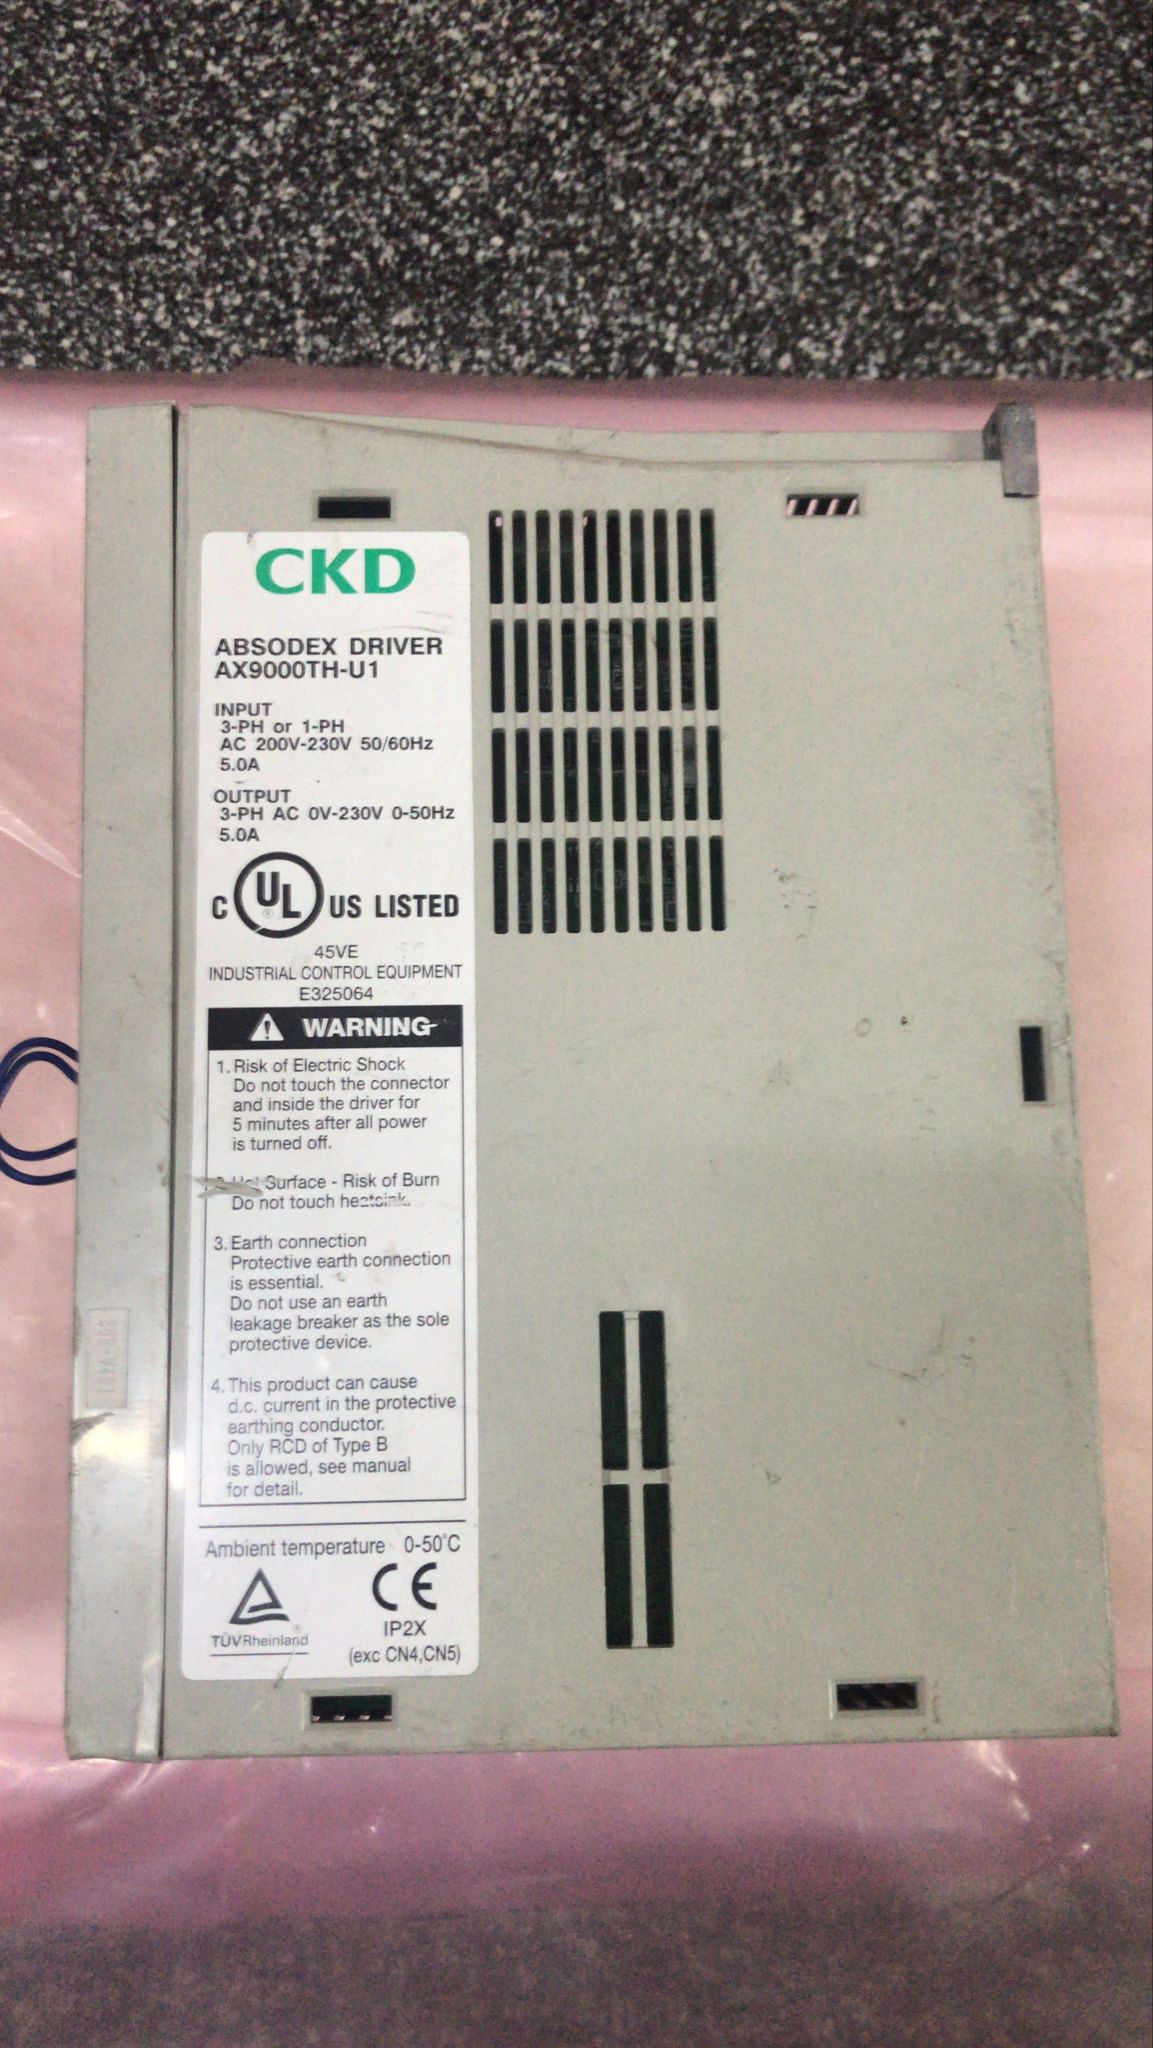 CKD
ABSODEX DRIVER
AX9000TH-U1
INPUT
3-PH or 1-PH
AC 200V-230V 50/60Hz
5.0A
OUTPUT
3-PH AC 0V-230V 0-50Hz
5.0A
C UL ® US LISTED
45VE
INDUSTRIAL CONTROL EQUIPMENT
E325064
WARNING
1. Risk of Electric Shock
Do not touch the connector
and inside the driver for
5 minutes after all power
is turned off.
Surface - Risk of Burn
Do not touch heatsink.
3. Earth connection
Protective earth connection
is essential.
Do not use an earth
leakage breaker as the sole
protective device.
4. This product can cause
d.c. current in the protective
earthing conductor.
Only RCD of Type B
is allowed, see manual
for detail.
Ambient temperature 0-50°C
CE
TÜVRheinland ®
IP2X
(exc CN4,CN5)